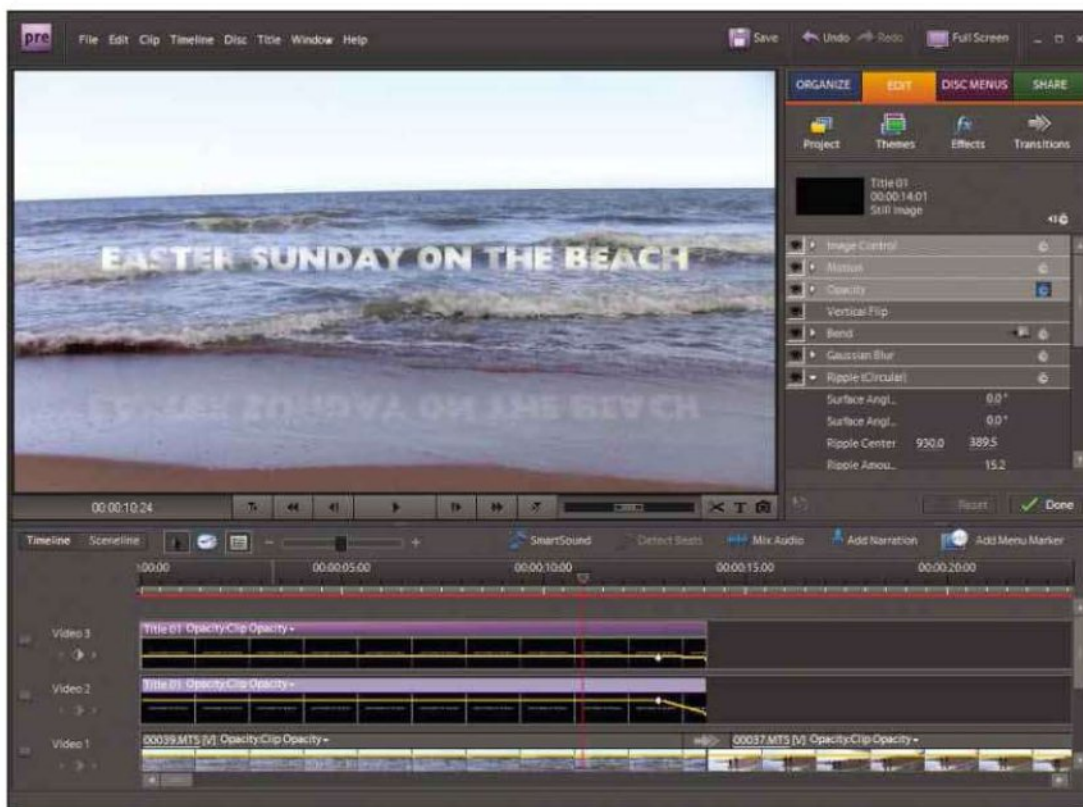 pre File Edit Clip Timeline Disc Title Window Help Save Undo Redo Full Screen
ORGANIZE EDIT DISC MENUS SHARE
Project Themes Effects Transitions
Title 01
00:00:14:01
Still Image
Image Control
Motion
Opacity
Vertical Flip
Bend
Gaussian Blur
Ripple (Circular)
Surface Angl... 0.0°
Surface Angl... 0.0°
Ripple Center 930.0 389.5
Ripple Amou... 15.2
Reset Done
EASTER SUNDAY ON THE BEACH
EASTER SUNDAY ON THE BEACH
00:00:10:24
Timeline Sceneline SmartSound Detect Beats Mix Audio Add Narration Add Menu Marker
:00:00 00:00:05:00 00:00:10:00 00:00:15:00 00:00:20:00
Video 3
Title 01 Opacity:Clip Opacity
Video 2
Title 01 Opacity:Clip Opacity
Video 1
00039.MTS [V] Opacity:Clip Opacity 00037.MTS [V] Opacity:Clip Opacity